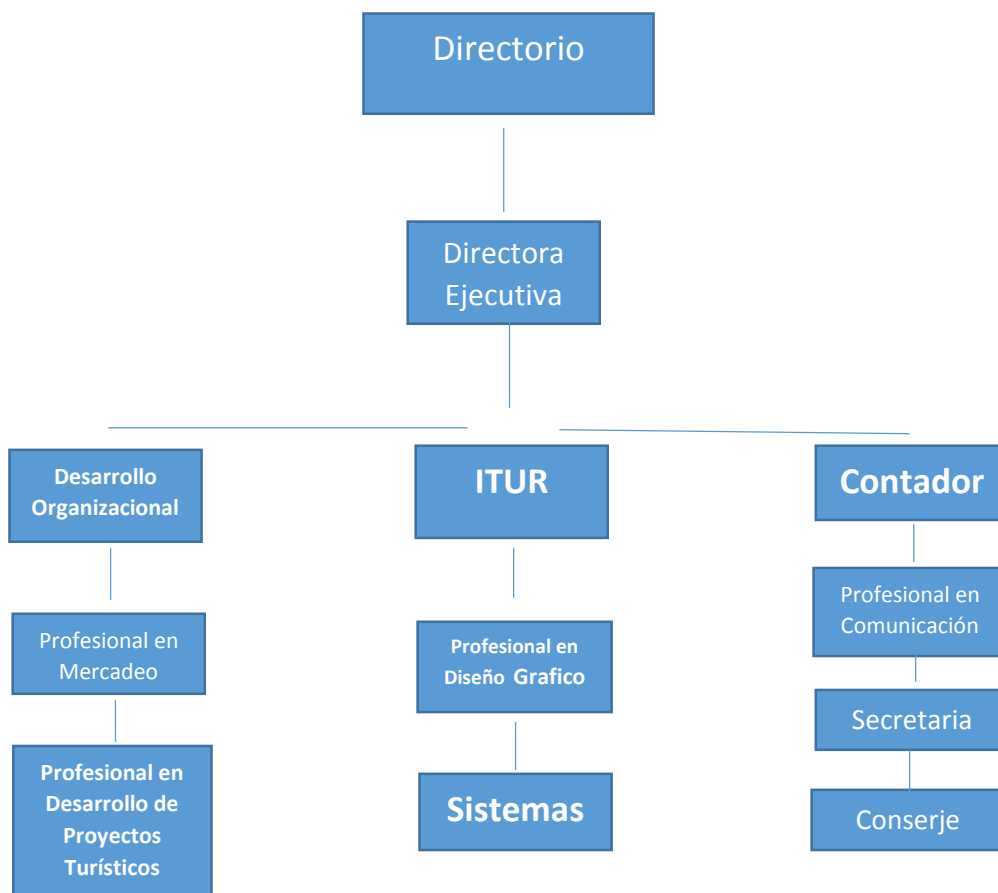 Directorio
Directora
Ejecutiva
Desarrollo
Organizacional
ITUR
Contador
Profesional en
Mercadeo
Profesional en
Diseño Grafico
Profesional en
Comunicación
Profesional en
Desarrollo de
Proyectos
Turísticos
Sistemas
Secretaria
Conserje